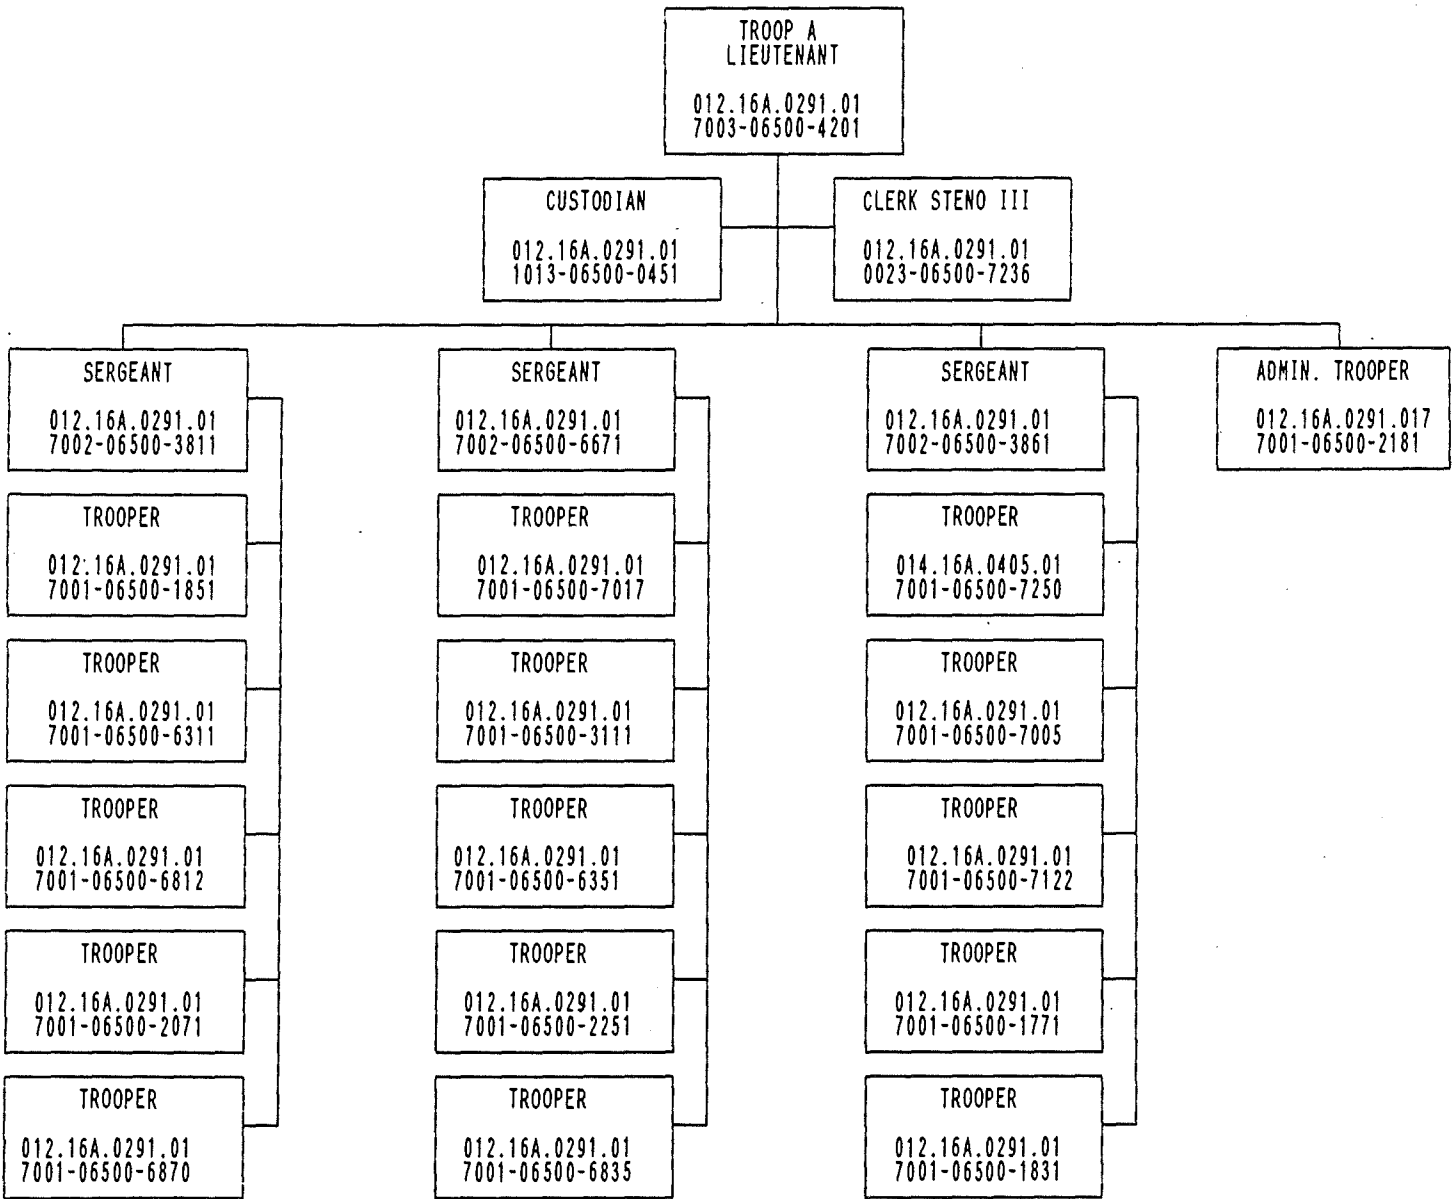 TROOP A
LIEUTENANT
012.16A.0291.01
7003-06500-4201
CUSTODIAN
012.16A.0291.01
1013-06500-0451
CLERK STENO III
012.16A.0291.01
0023-06500-7236
SERGEANT
012.16A.0291.01
7002-06500-3811
TROOPER
012.16A.0291.01
7001-06500-1851
TROOPER
012.16A.0291.01
7001-06500-6311
TROOPER
012.16A.0291.01
7001-06500-6812
TROOPER
012.16A.0291.01
7001-06500-2071
TROOPER
012.16A.0291.01
7001-06500-6870
SERGEANT
012.16A.0291.01
7002-06500-6671
TROOPER
012.16A.0291.01
7001-06500-7017
TROOPER
012.16A.0291.01
7001-06500-3111
TROOPER
012.16A.0291.01
7001-06500-6351
TROOPER
012.16A.0291.01
7001-06500-2251
TROOPER
012.16A.0291.01
7001-06500-6835
SERGEANT
012.16A.0291.01
7002-06500-3861
TROOPER
014.16A.0405.01
7001-06500-7250
TROOPER
012.16A.0291.01
7001-06500-7005
TROOPER
012.16A.0291.01
7001-06500-7122
TROOPER
012.16A.0291.01
7001-06500-1771
TROOPER
012.16A.0291.01
7001-06500-1831
ADMIN. TROOPER
012.16A.0291.017
7001-06500-2181